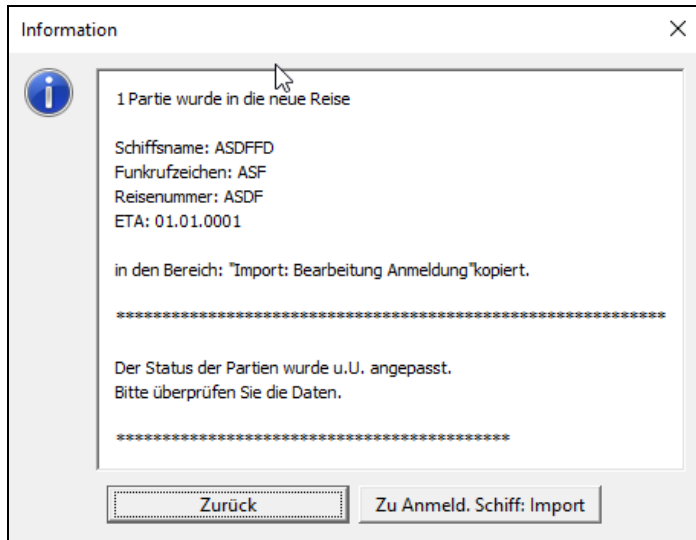 Information
1 Partie wurde in die neue Reise
Schiffsname: ASDFFD
Funkrufzeichen: ASF
Reisenummer: ASDF
ETA: 01.01.0001
in den Bereich: "Import: Bearbeitung Anmeldung"kopiert.
************************************************************
Der Status der Partien wurde u.U. angepasst.
Bitte überprüfen Sie die Daten.
*******************************************
Zurück
Zu Anmeld. Schiff: Import